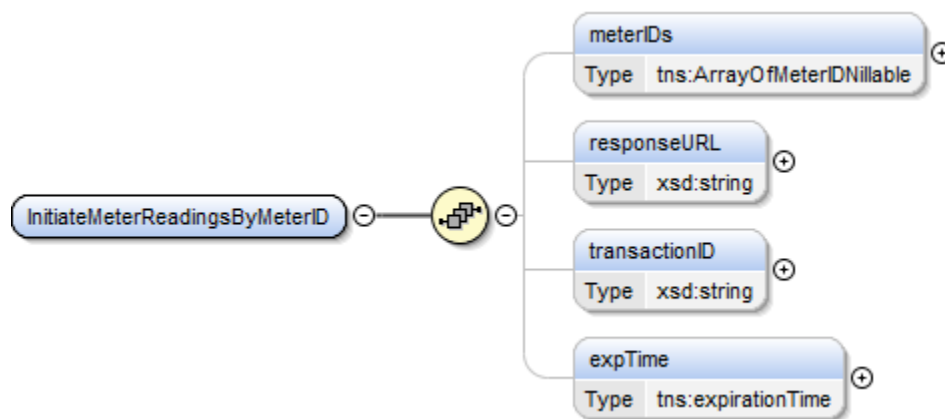 meterIDs
Type tns:ArrayOfMeterIDNillable
responseURL
Type xsd:string
InitiateMeterReadingsByMeterID
transactionID
Type xsd:string
expTime
Type tns:expirationTime